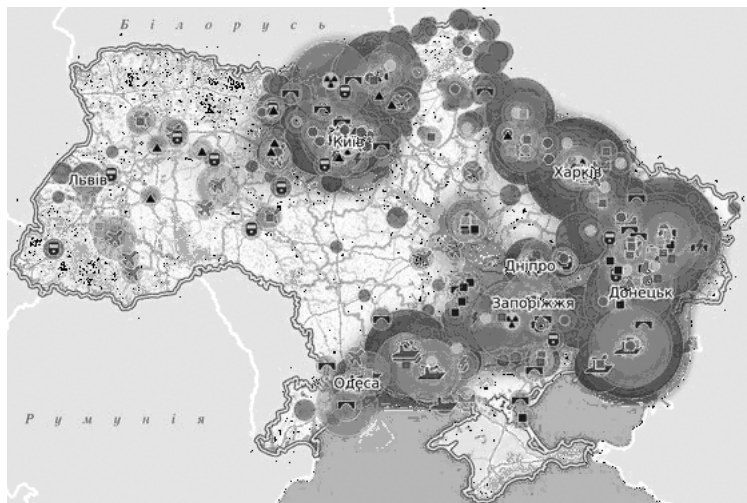 Білорусь
Київ
Харків
Львів
Дніпро
Донецьк
Запоріжжя
Одеса
Румунія